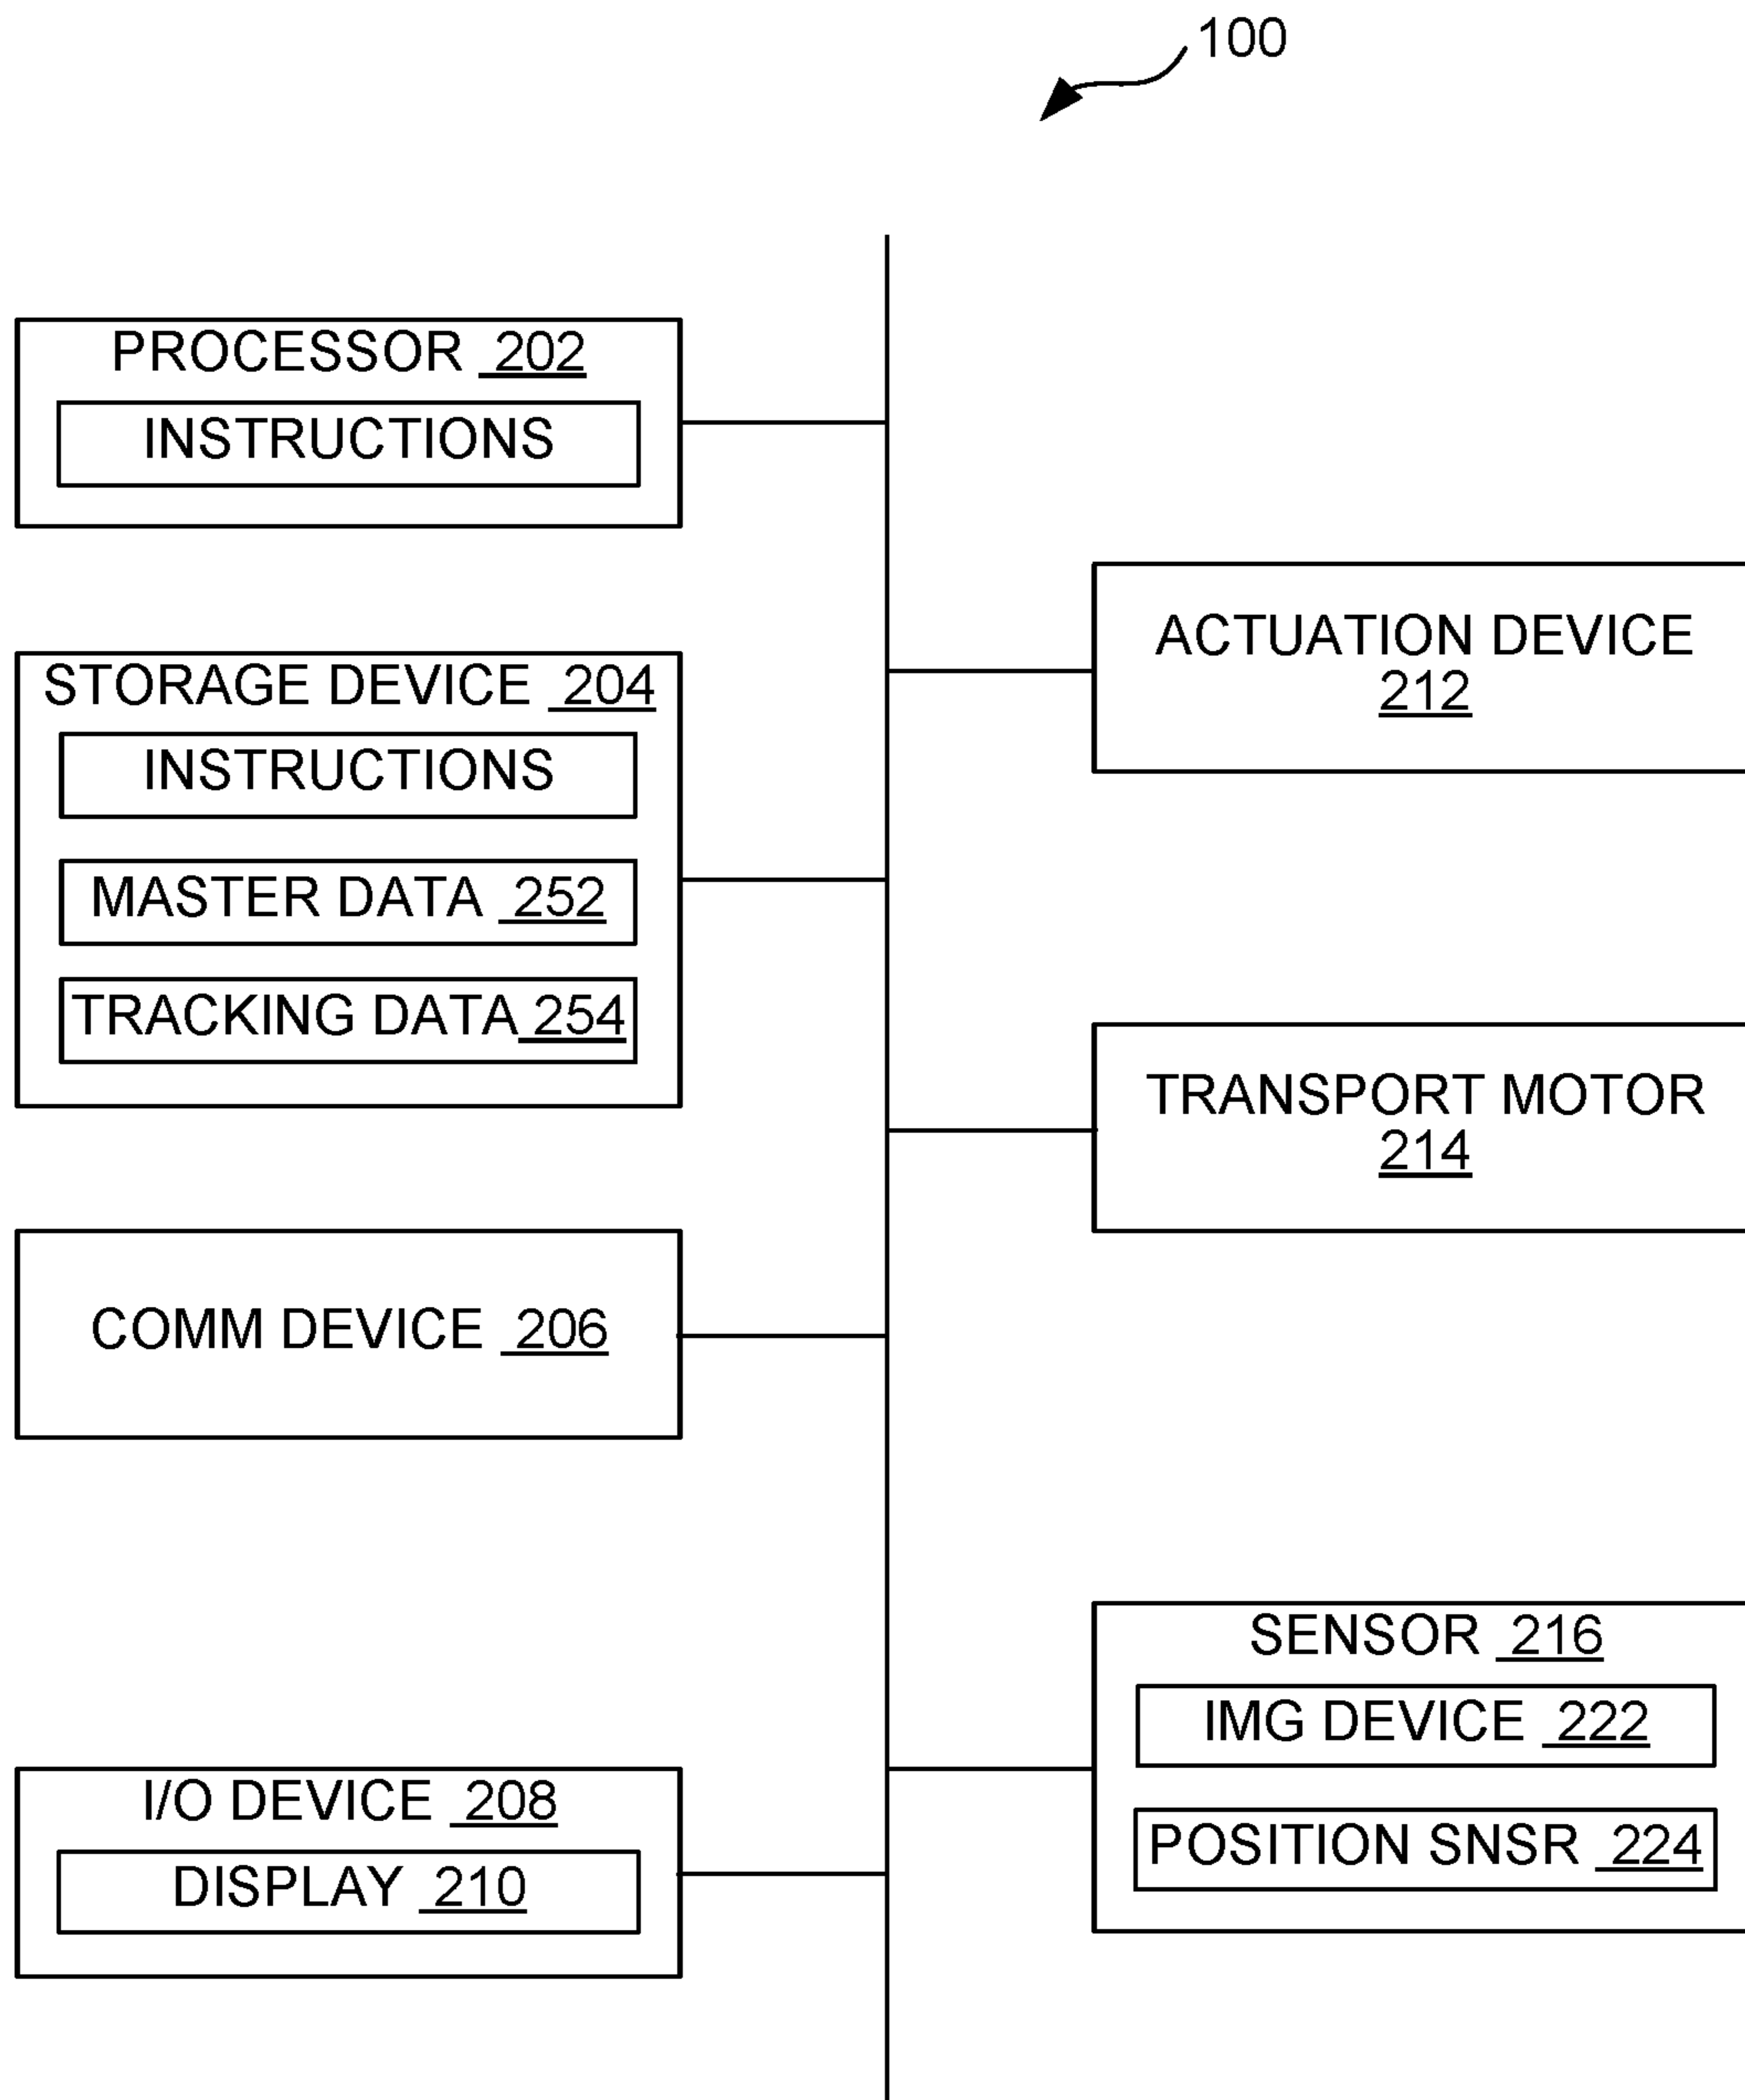 100
PROCESSOR 202
INSTRUCTIONS
STORAGE DEVICE 204
INSTRUCTIONS
MASTER DATA 252
TRACKING DATA 254
COMM DEVICE 206
I/O DEVICE 208
DISPLAY 210
ACTUATION DEVICE
212
TRANSPORT MOTOR
214
SENSOR 216
IMG DEVICE 222
POSITION SNSR 224